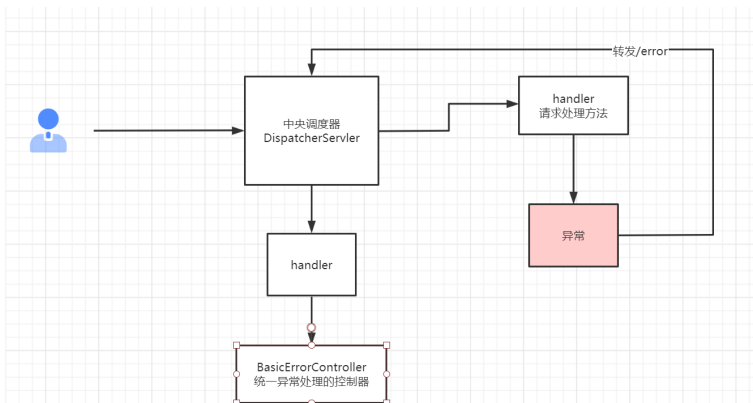 转发/error
中央调度器
DispatcherServler
handler
请求处理方法
异常
handler
BasicErrorController
统一异常处理的控制器